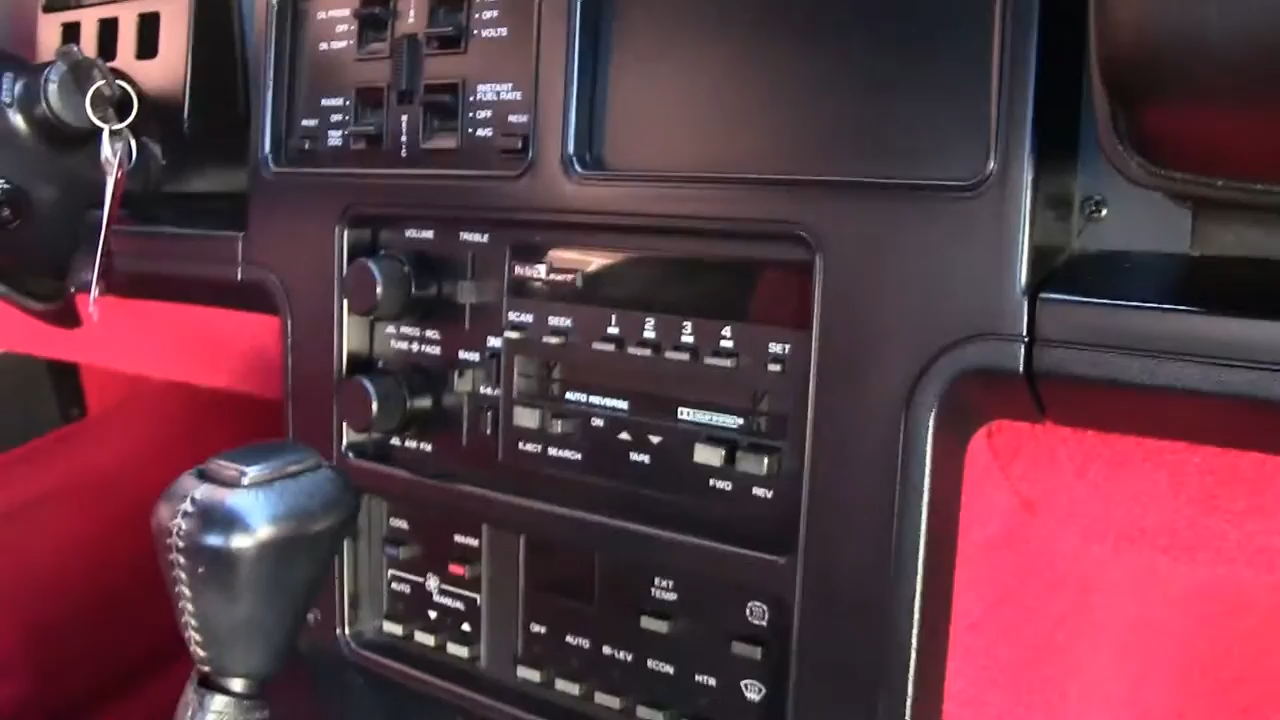 OIL PRESS
OFF
OIL TEMP
OFF
VOLTS
RANGE
OFF
TRIP
ODO
RESET
INSTANT
FUEL RATE
OFF
AVG
VOLUME
TREBLE
SCAN
SEEK
1
2
3
4
SET
PROG-RCL
TUNE
FADE
BASS
AUTO REVERSE
ON
AM-FM
EJECT
SEARCH
TAPE
FWD
REV
COOL
WARM
AUTO
MANUAL
EXT
TEMP
OFF
AUTO
BI-LEV
ECON
HTR